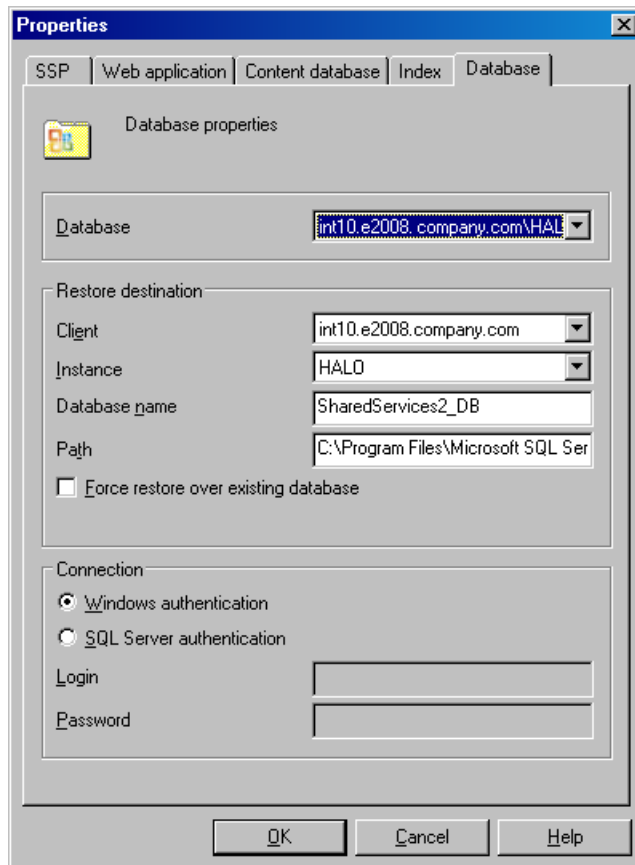 Properties
SSP Web application Content database Index Database
Database properties
Database int10.e2008. company.com\HAL
Restore destination
Client int10.e2008.company.com
Instance HALO
Database name SharedServices2_DB
Path C:\Program Files\Microsoft SQL Ser
Force restore over existing database
Connection
Windows authentication
SQL Server authentication
Login
Password
OK Cancel Help